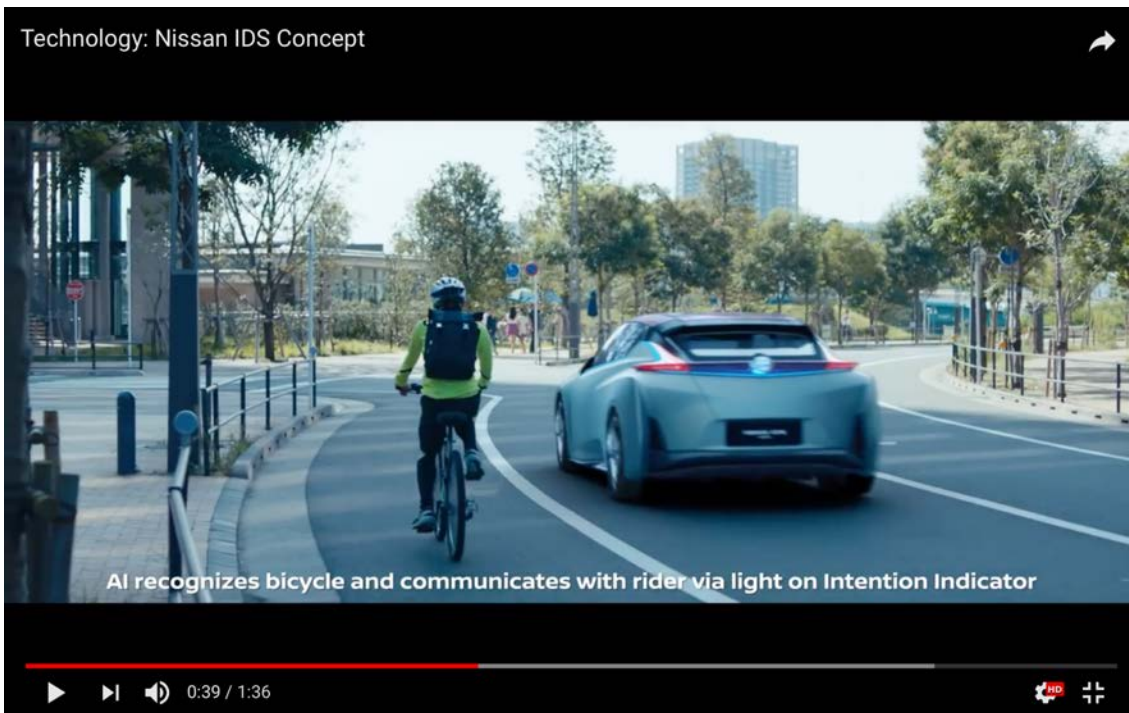 Technology: Nissan IDS Concept
AI recognizes bicycle and communicates with rider via light on Intention Indicator
0:39 / 1:36
HD